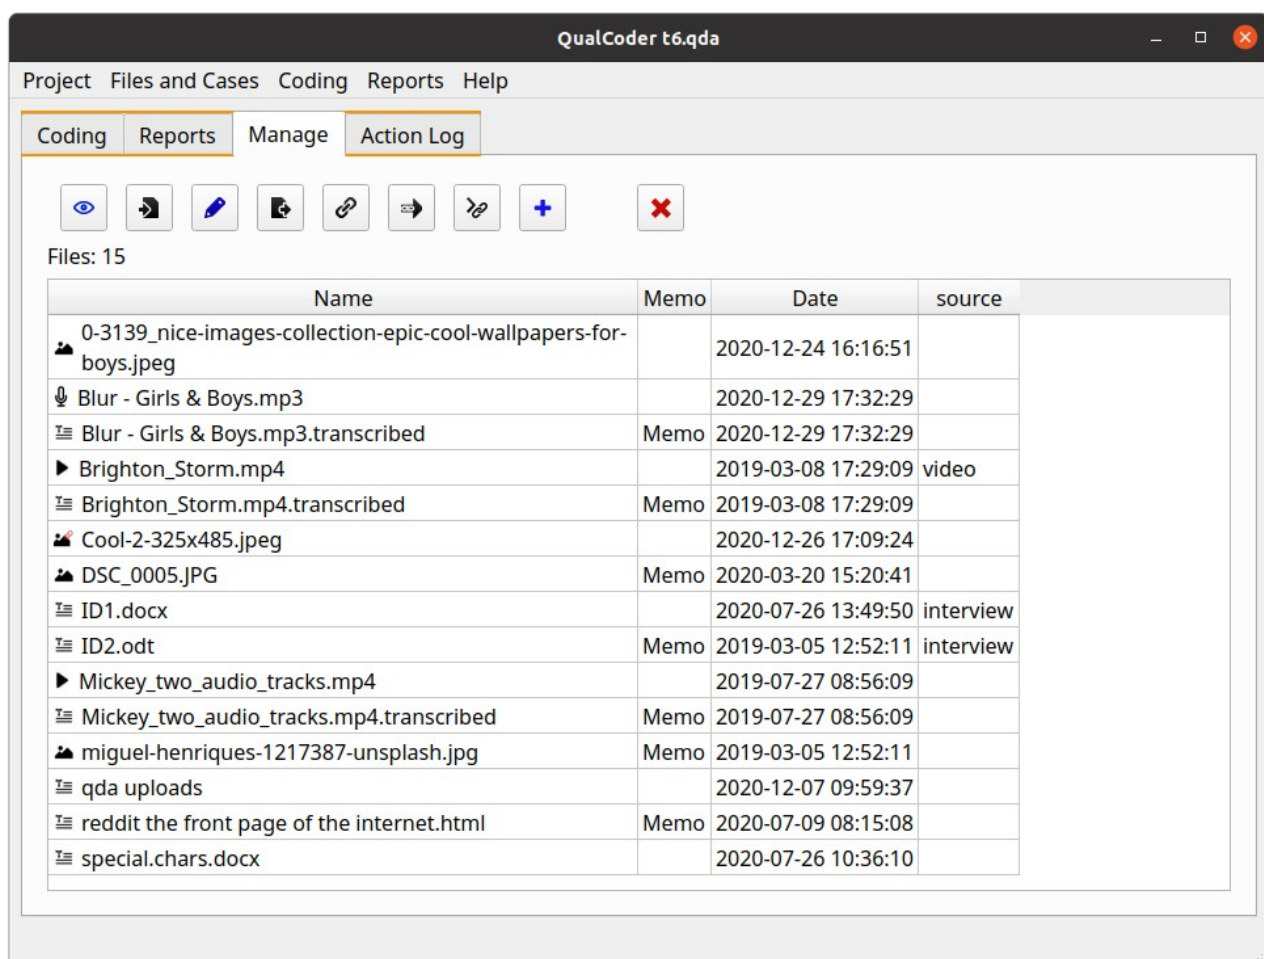 QualCoder t6.qda
Project Files and Cases Coding Reports Help
Coding Reports Manage Action Log
Files: 15
Name Memo Date source
0-3139_nice-images-collection-epic-cool-wallpapers-for-
boys.jpeg 2020-12-24 16:16:51
Blur - Girls & Boys.mp3 2020-12-29 17:32:29
Blur - Girls & Boys.mp3.transcribed Memo 2020-12-29 17:32:29
Brighton_Storm.mp4 2019-03-08 17:29:09 video
Brighton_Storm.mp4.transcribed Memo 2019-03-08 17:29:09
Cool-2-325x485.jpeg 2020-12-26 17:09:24
DSC_0005.JPG Memo 2020-03-20 15:20:41
ID1.docx 2020-07-26 13:49:50 interview
ID2.odt Memo 2019-03-05 12:52:11 interview
Mickey_two_audio_tracks.mp4 2019-07-27 08:56:09
Mickey_two_audio_tracks.mp4.transcribed Memo 2019-07-27 08:56:09
miguel-henriques-1217387-unsplash.jpg Memo 2019-03-05 12:52:11
qda uploads 2020-12-07 09:59:37
reddit the front page of the internet.html Memo 2020-07-09 08:15:08
special.chars.docx 2020-07-26 10:36:10